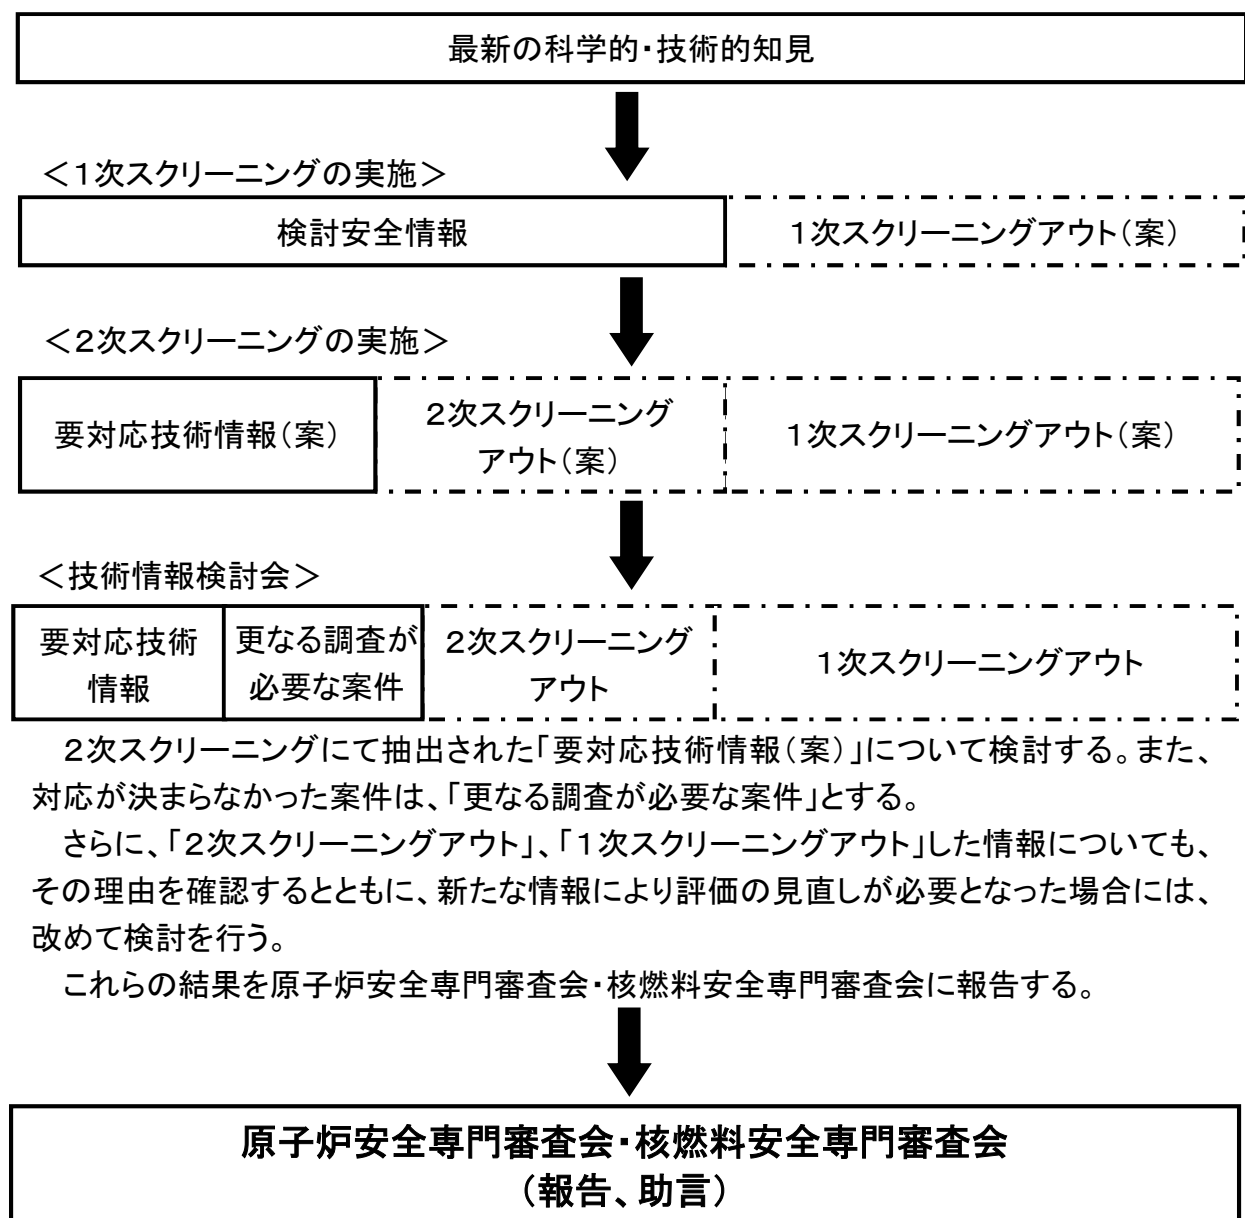 最新の科学的・技術的知見
＜１次スクリーニングの実施＞
検討安全情報
１次スクリーニングアウト（案）
＜２次スクリーニングの実施＞
要対応技術情報（案）
２次スクリーニング
アウト（案）
１次スクリーニングアウト（案）
＜技術情報検討会＞
要対応技術
情報
更なる調査が
必要な案件
２次スクリーニング
アウト
１次スクリーニングアウト
２次スクリーニングにて抽出された「要対応技術情報（案）」について検討する。また、
対応が決まらなかった案件は、「更なる調査が必要な案件」とする。
さらに、「２次スクリーニングアウト」、「１次スクリーニングアウト」した情報についても、
その理由を確認するとともに、新たな情報により評価の見直しが必要となった場合には、
改めて検討を行う。
これらの結果を原子炉安全専門審査会・核燃料安全専門審査会に報告する。
原子炉安全専門審査会・核燃料安全専門審査会
（報告、助言）